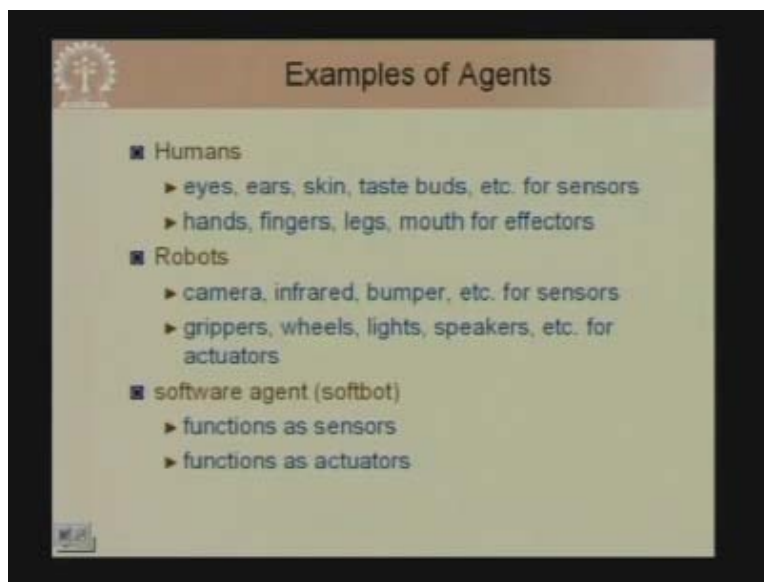 Examples of Agents
Humans
eyes, ears, skin, taste buds, etc. for sensors
hands, fingers, legs, mouth for effectors
Robots
camera, infrared, bumper, etc. for sensors
grippers, wheels, lights, speakers, etc. for
actuators
software agent (softbot)
functions as sensors
functions as actuators